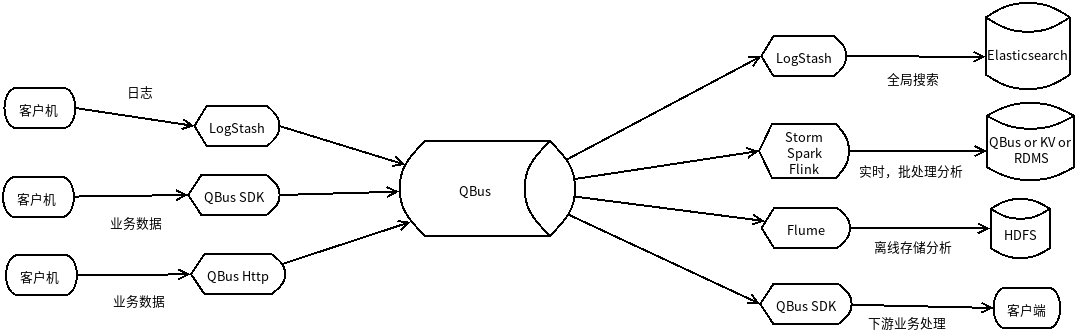 客户机
日志
LogStash
客户机
业务数据
QBus SDK
客户机
业务数据
QBus Http
QBus
LogStash
全局搜索
Elasticsearch
Storm
Spark
Flink
实时，批处理分析
QBus or KV or
RDMS
Flume
离线存储分析
HDFS
QBus SDK
下游业务处理
客户端